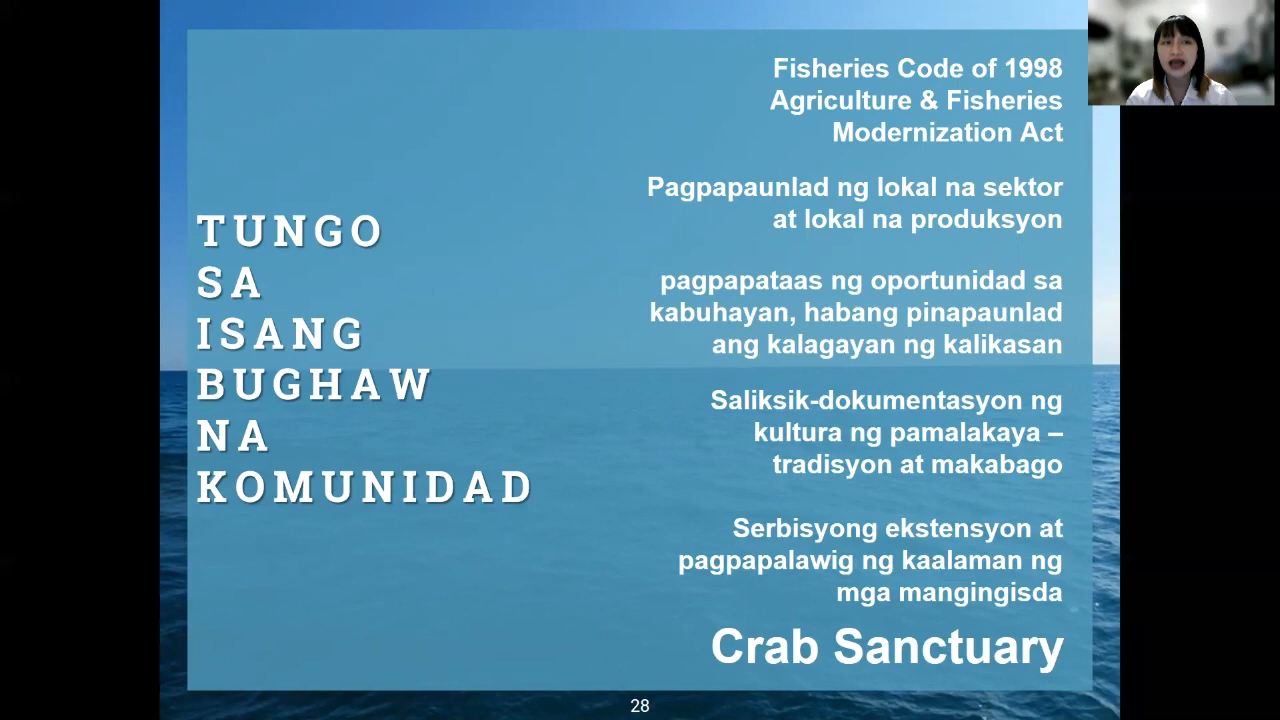 TUNGO
SA
ISANG
BUGHAW
NA
KOMUNIDAD
Fisheries Code of 1998
Agriculture & Fisheries
Modernization Act
Pagpapaunlad ng lokal na sektor
at lokal na produksyon
pagpapataas ng oportunidad sa
kabuhayan, habang pinapaunlad
ang kalagayan ng kalikasan
Saliksik-dokumentasyon ng
kultura ng pamalakaya –
tradisyon at makabago
Serbisyong ekstensyon at
pagpapalawig ng kaalaman ng
mga mangingisda
Crab Sanctuary
28